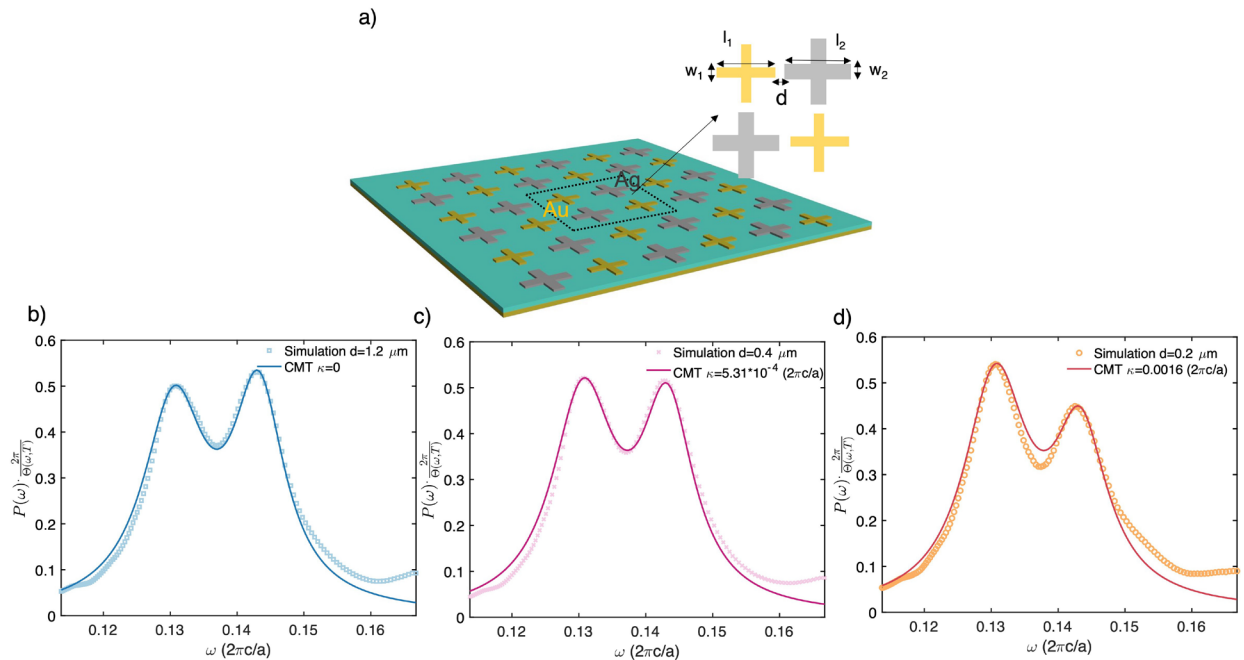 a)
l₁
l₂
w₁
w₂
d
Ag
Au
b)
0.6
0.5
0.4
0.3
0.2
0.1
0
0.12
0.13
0.14
0.15
0.16
Simulation d=1.2 μm
CMT κ=0
P(ω)·2π/Θ(ω,T)
ω (2πc/a)
c)
0.6
0.5
0.4
0.3
0.2
0.1
0
0.12
0.13
0.14
0.15
0.16
Simulation d=0.4 μm
CMT κ=5.31*10⁻⁴ (2πc/a)
P(ω)·2π/Θ(ω,T)
ω (2πc/a)
d)
0.6
0.5
0.4
0.3
0.2
0.1
0
0.12
0.13
0.14
0.15
0.16
Simulation d=0.2 μm
CMT κ=0.0016 (2πc/a)
P(ω)·2π/Θ(ω,T)
ω (2πc/a)